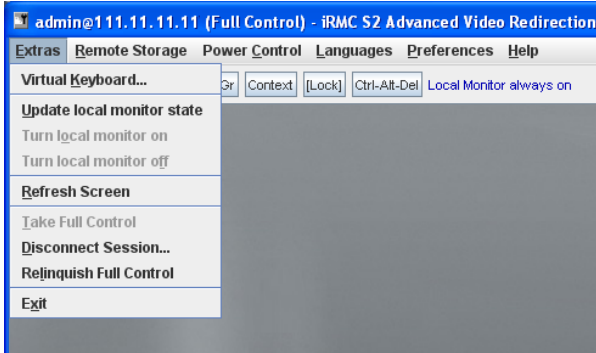 admin@111.11.11.11 (Full Control) - iRMC S2 Advanced Video Redirection
Extras Remote Storage Power Control Languages Preferences Help
Gr Context [Lock] Ctrl-Alt-Del Local Monitor always on
Virtual Keyboard...
Update local monitor state
Turn local monitor on
Turn local monitor off
Refresh Screen
Take Full Control
Disconnect Session...
Relinquish Full Control
Exit